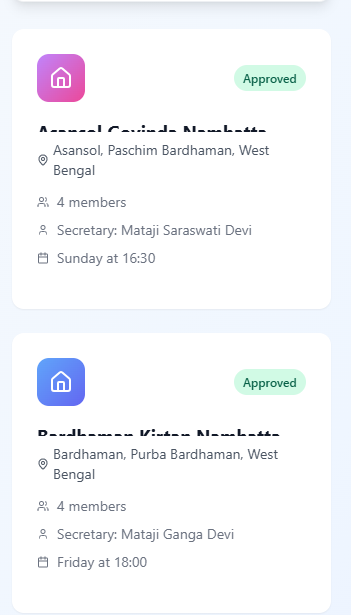 Approved
Asansol Govinda Namhatta
Asansol, Paschim Bardhaman, West
Bengal
4 members
Secretary: Mataji Saraswati Devi
Sunday at 16:30
Approved
Bardhaman Kirtan Namhatta
Bardhaman, Purba Bardhaman, West
Bengal
4 members
Secretary: Mataji Ganga Devi
Friday at 18:00